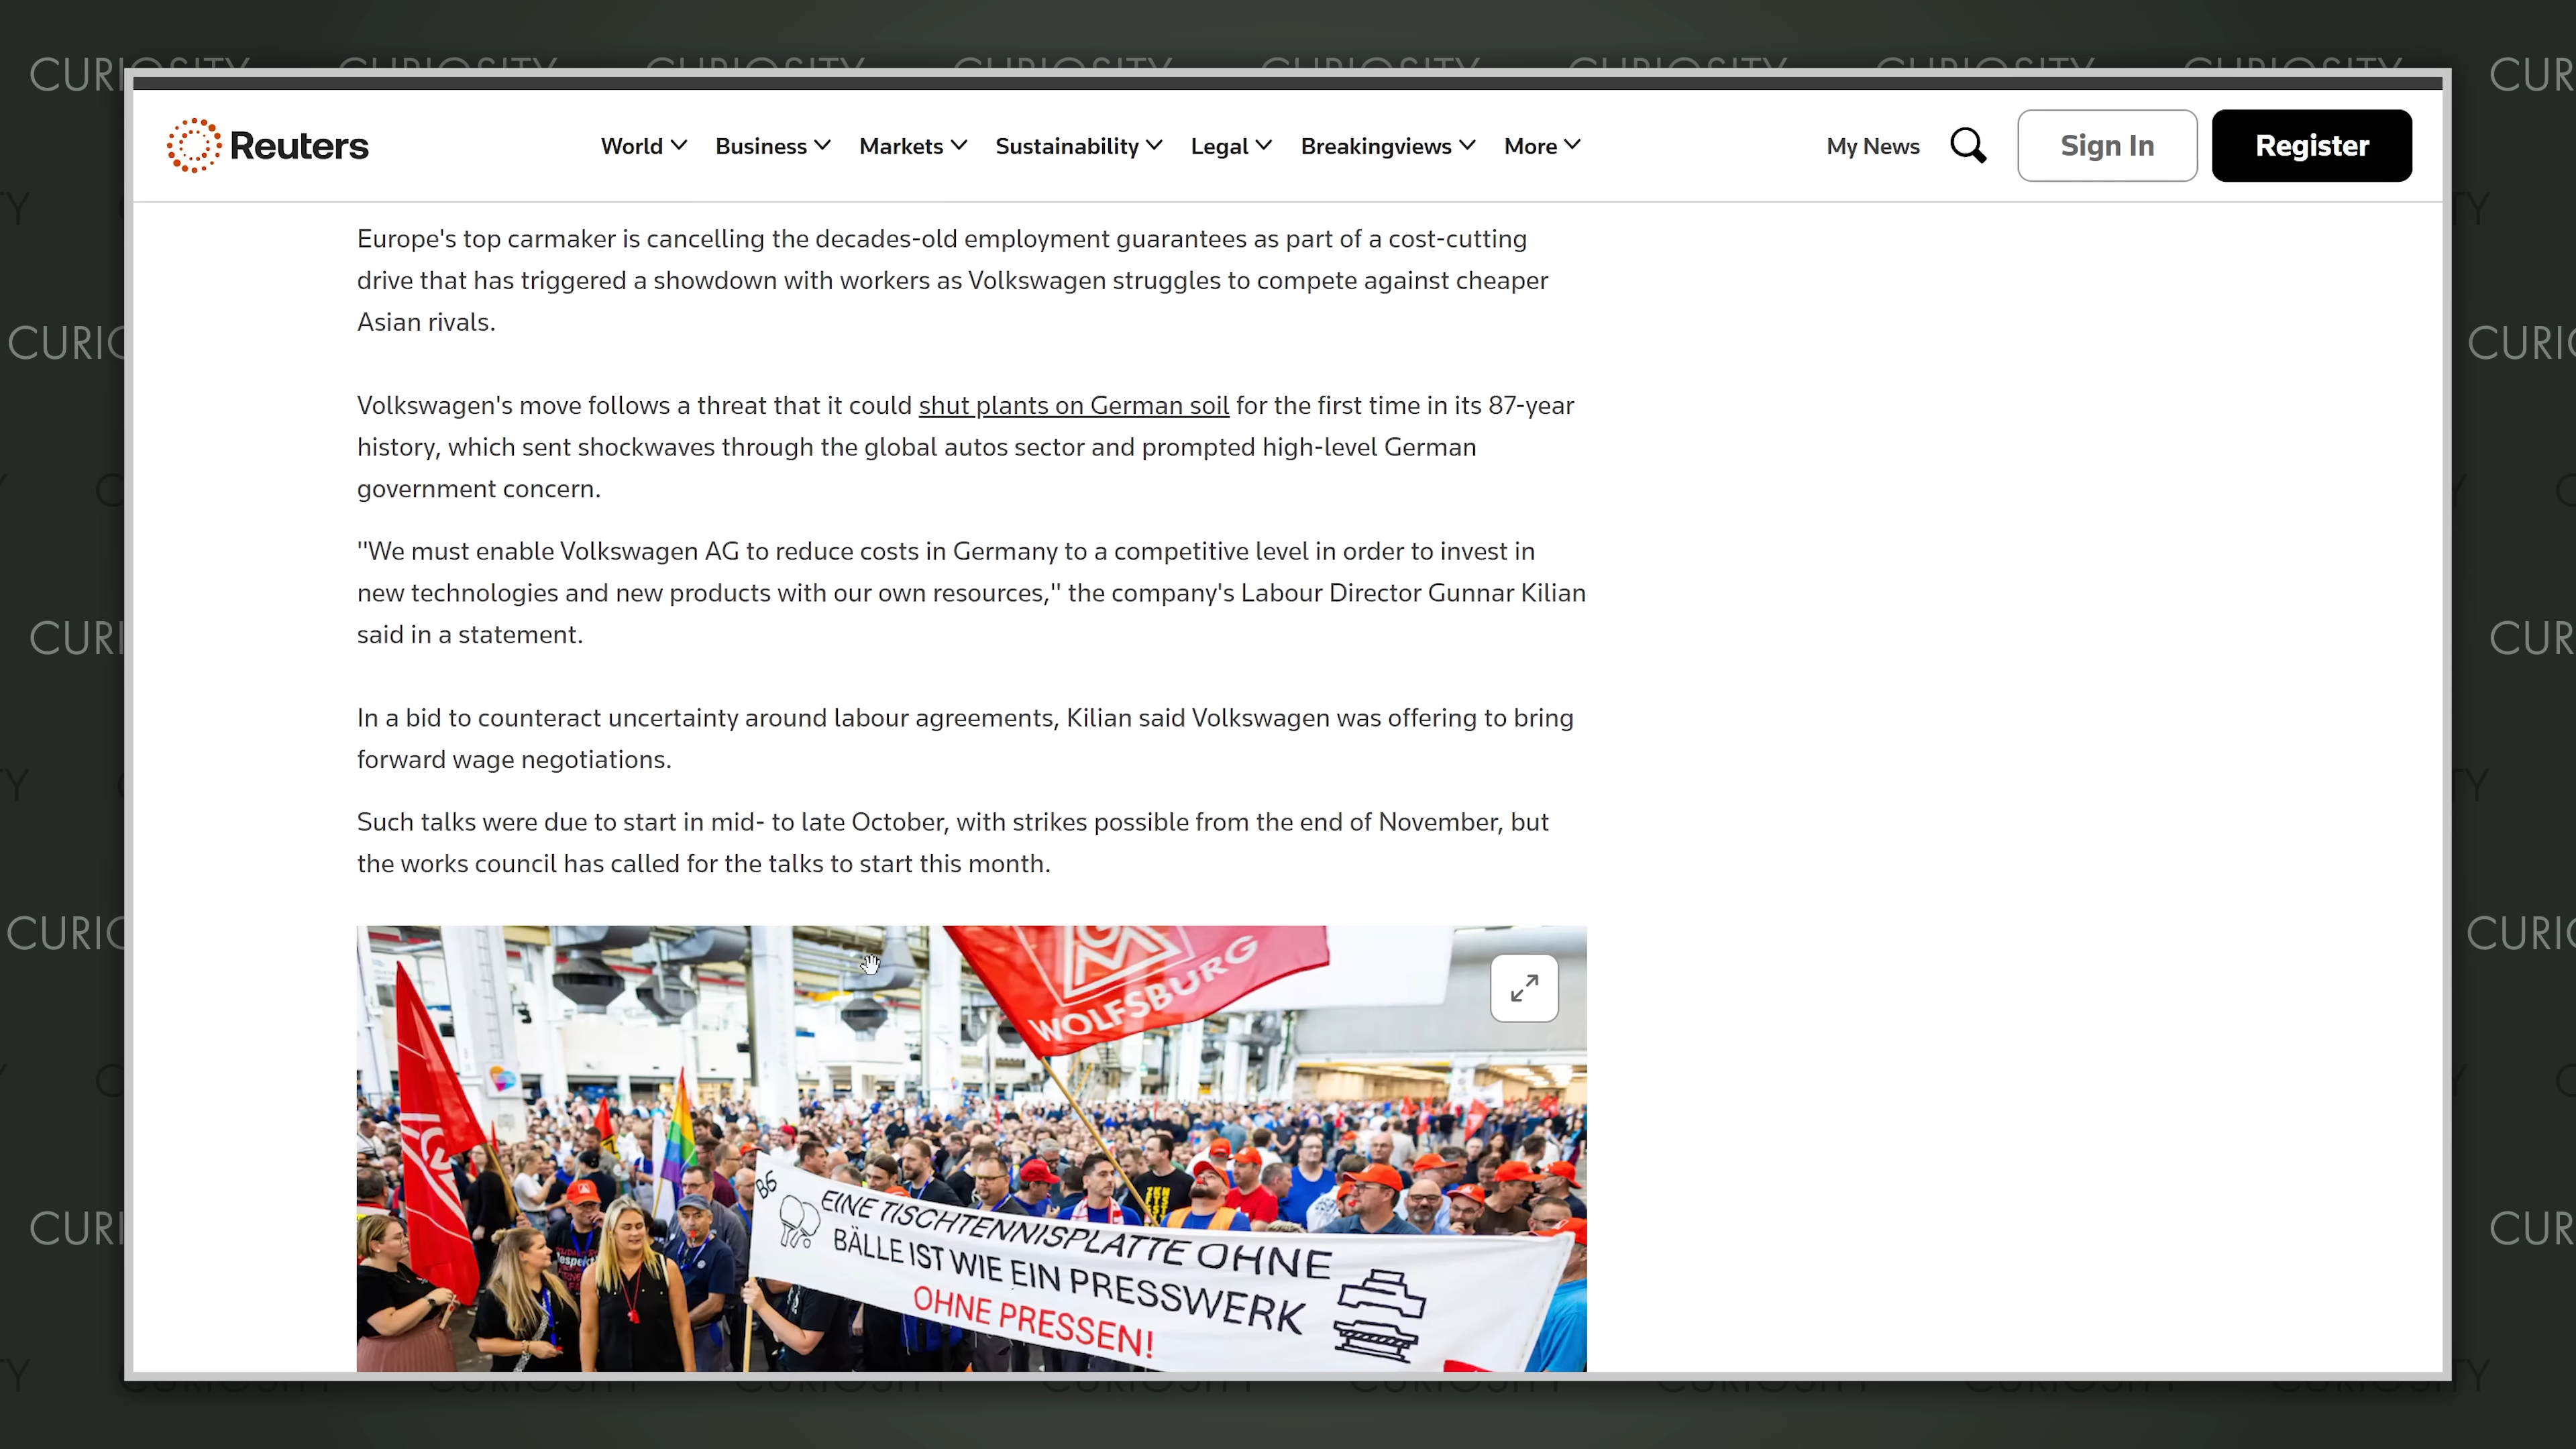 CURIOSITY CURIOSITY CURIOSITY CURIOSITY CURIOSITY CURIOSITY CURIOSITY CURIOSITY
Reuters
World Business Markets Sustainability Legal Breakingviews More
My News Sign In Register
Europe's top carmaker is cancelling the decades-old employment guarantees as part of a cost-cutting
drive that has triggered a showdown with workers as Volkswagen struggles to compete against cheaper
Asian rivals.
Volkswagen's move follows a threat that it could shut plants on German soil for the first time in its 87-year
history, which sent shockwaves through the global autos sector and prompted high-level German
government concern.
"We must enable Volkswagen AG to reduce costs in Germany to a competitive level in order to invest in
new technologies and new products with our own resources," the company's Labour Director Gunnar Kilian
said in a statement.
In a bid to counteract uncertainty around labour agreements, Kilian said Volkswagen was offering to bring
forward wage negotiations.
Such talks were due to start in mid- to late October, with strikes possible from the end of November, but
the works council has called for the talks to start this month.
WOLFSBURG
B6
EINE TISCHTENNISPLATTE OHNE
BÄLLE IST WIE EIN PRESSWERK
OHNE PRESSEN!